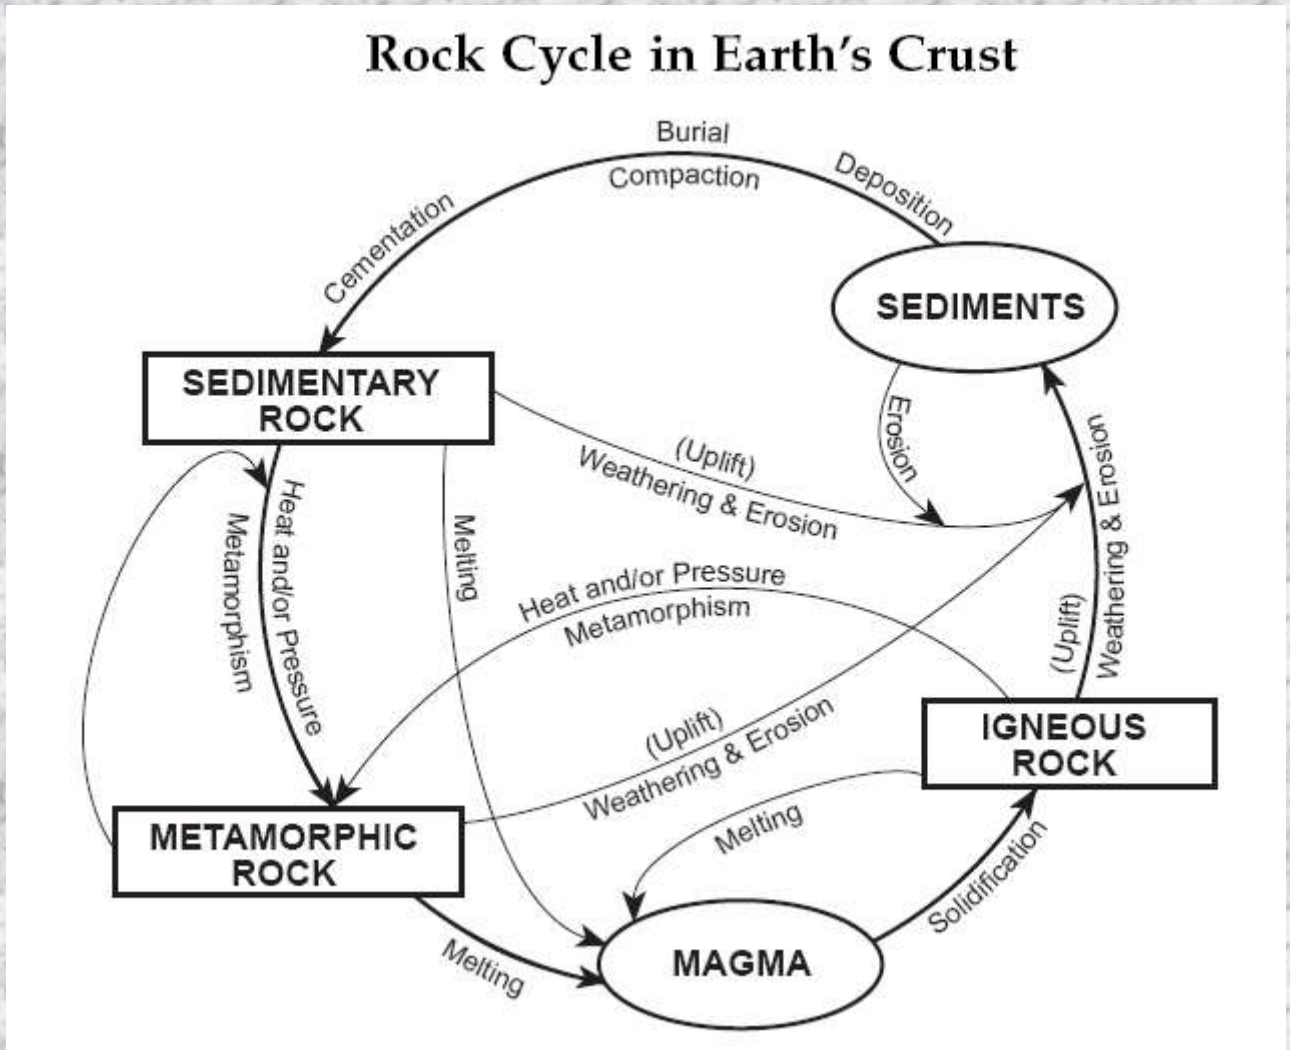 Rock Cycle in Earth's Crust
Burial
Compaction
Deposition
Cementation
SEDIMENTS
SEDIMENTARY
ROCK
Erosion
(Uplift)
Weathering & Erosion
(Uplift)
Weathering & Erosion
Heat and/or Pressure
Metamorphism
Melting
Heat and/or Pressure
Metamorphism
(Uplift)
Weathering & Erosion
IGNEOUS
ROCK
Melting
METAMORPHIC
ROCK
Solidification
Melting
MAGMA